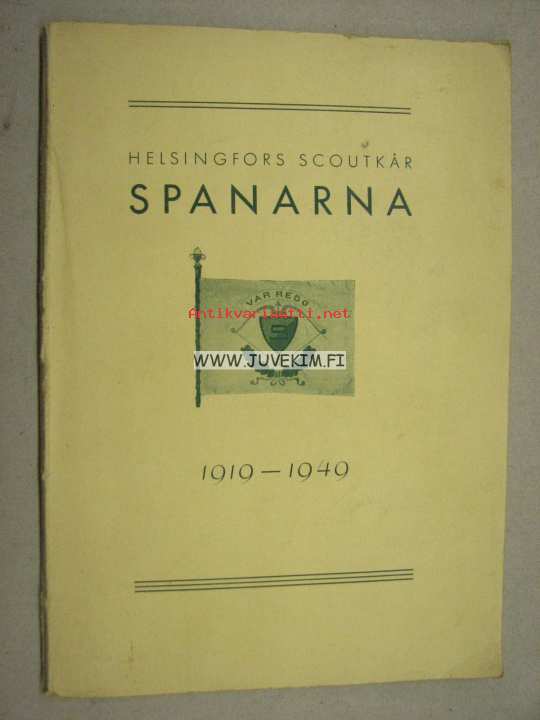 HELSINGFORS SCOUTKÅR
SPANARNA
VAR REDO
Antikvariaatti.net
S
WWW.JUVEKIM.FI
1919–1949